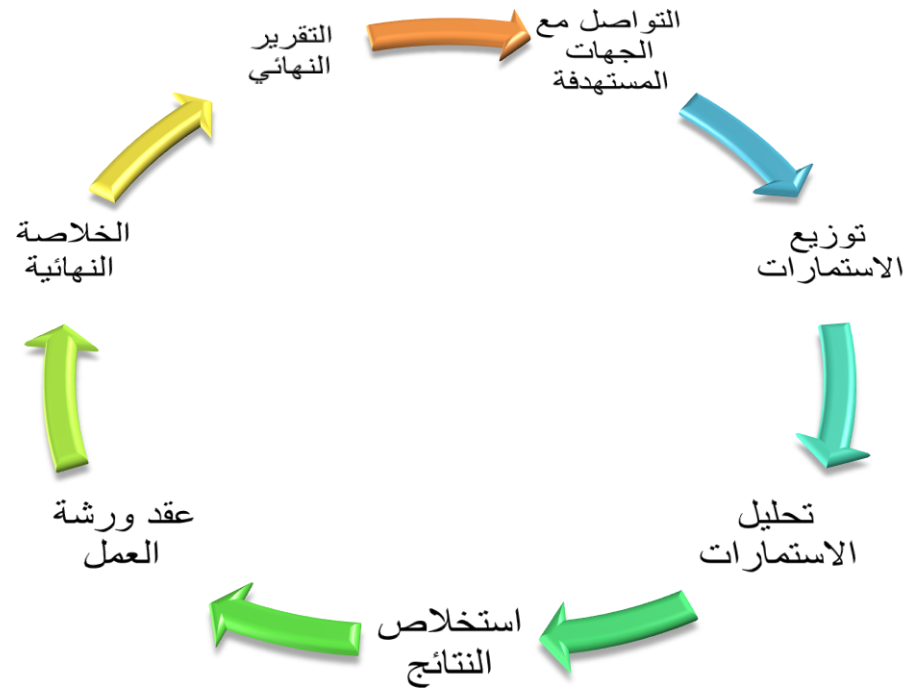 التواصل مع
الجهات
المستهدفة
توزيع
الاستمارات
تحليل
الاستمارات
استخلاص
النتائج
عقد ورشة
العمل
الخلاصة
النهائية
التقرير
النهائي